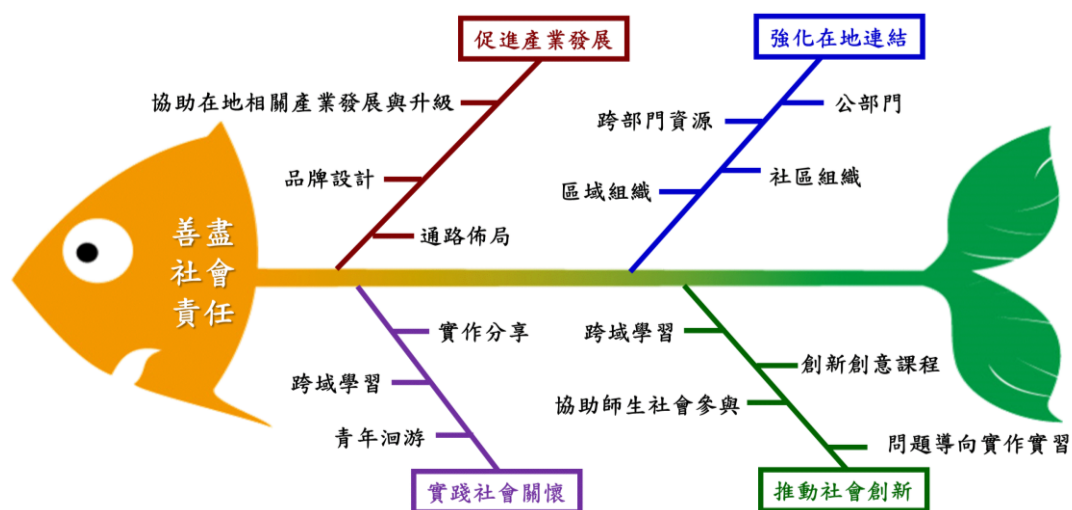 促進產業發展
強化在地連結
協助在地相關產業發展與升級
公部門
跨部門資源
品牌設計
社區組織
區域組織
通路佈局
善盡
社會
責任
實作分享
跨域學習
跨域學習
創新創意課程
協助師生社會參與
青年洄游
問題導向實作實習
實踐社會關懷
推動社會創新